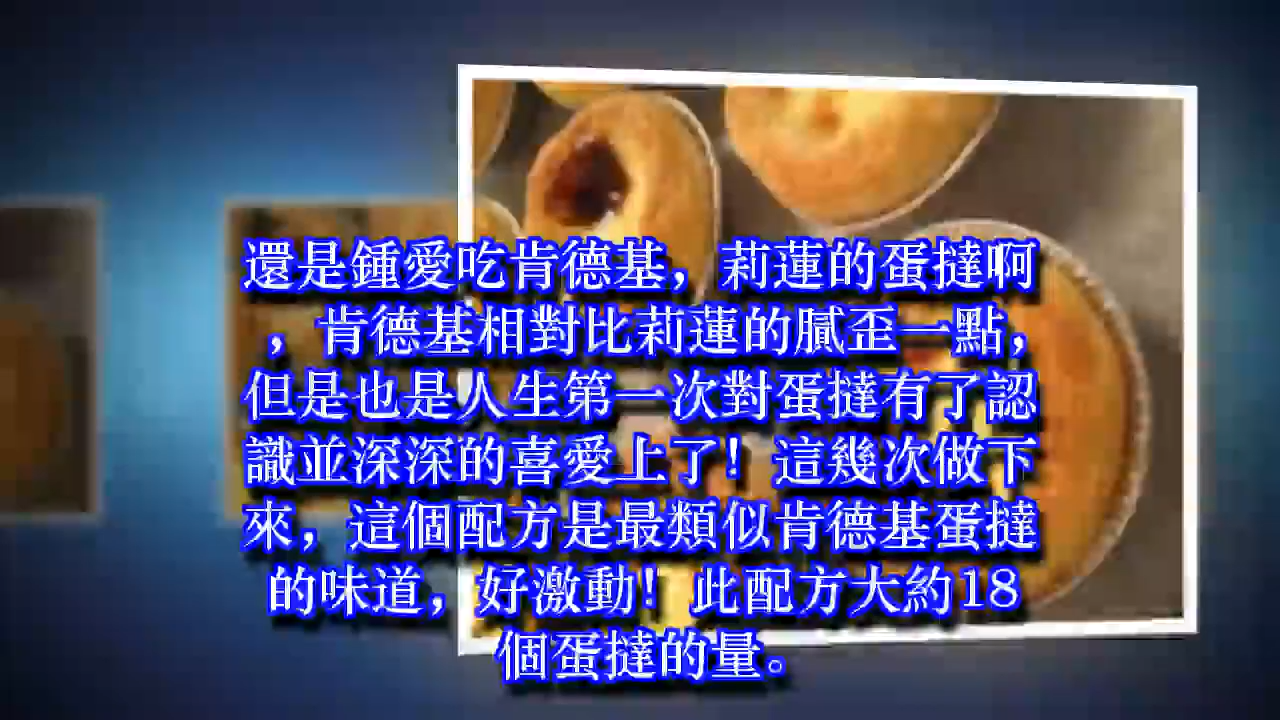 還是鍾愛吃肯德基，莉蓮的蛋撻啊
，肯德基相對比莉蓮的膩歪一點，
但是也是人生第一次對蛋撻有了認
識並深深的喜愛上了！這幾次做下
來，這個配方是最類似肯德基蛋撻
的味道，好激動！此配方大約18
個蛋撻的量。